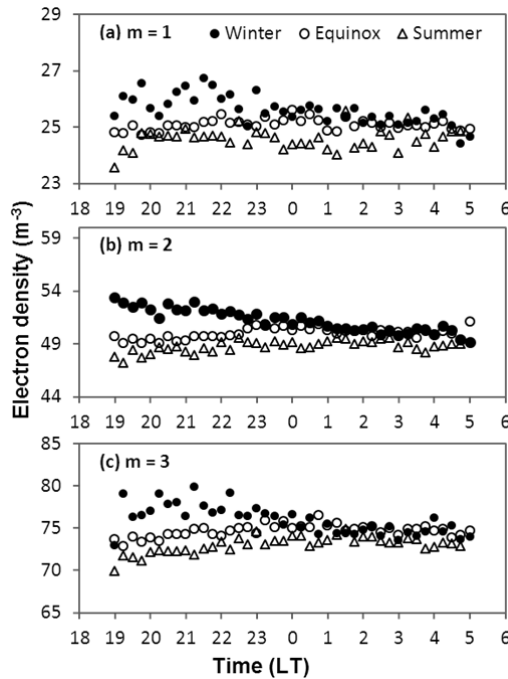 Electron density (m-3)
(a) m = 1
Winter Equinox Summer
29
27
25
23
18 19 20 21 22 23 0 1 2 3 4 5 6
(b) m = 2
59
54
49
44
18 19 20 21 22 23 0 1 2 3 4 5 6
(c) m = 3
85
80
75
70
65
18 19 20 21 22 23 0 1 2 3 4 5 6
Time (LT)